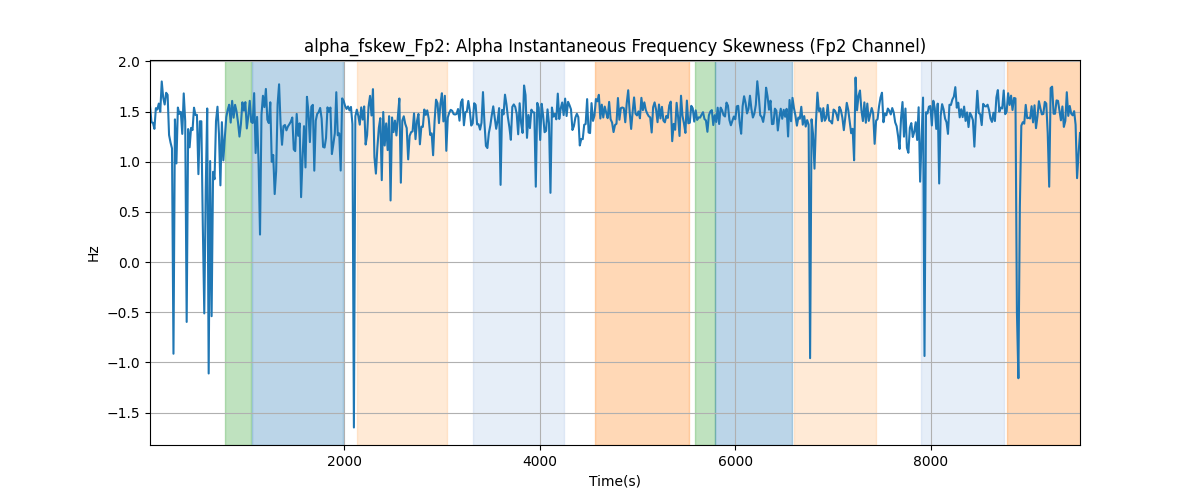 alpha_fskew_Fp2: Alpha Instantaneous Frequency Skewness (Fp2 Channel)
2.0
1.5
1.0
0.5
0.0
−0.5
−1.0
−1.5
Hz
2000 4000 6000 8000
Time(s)